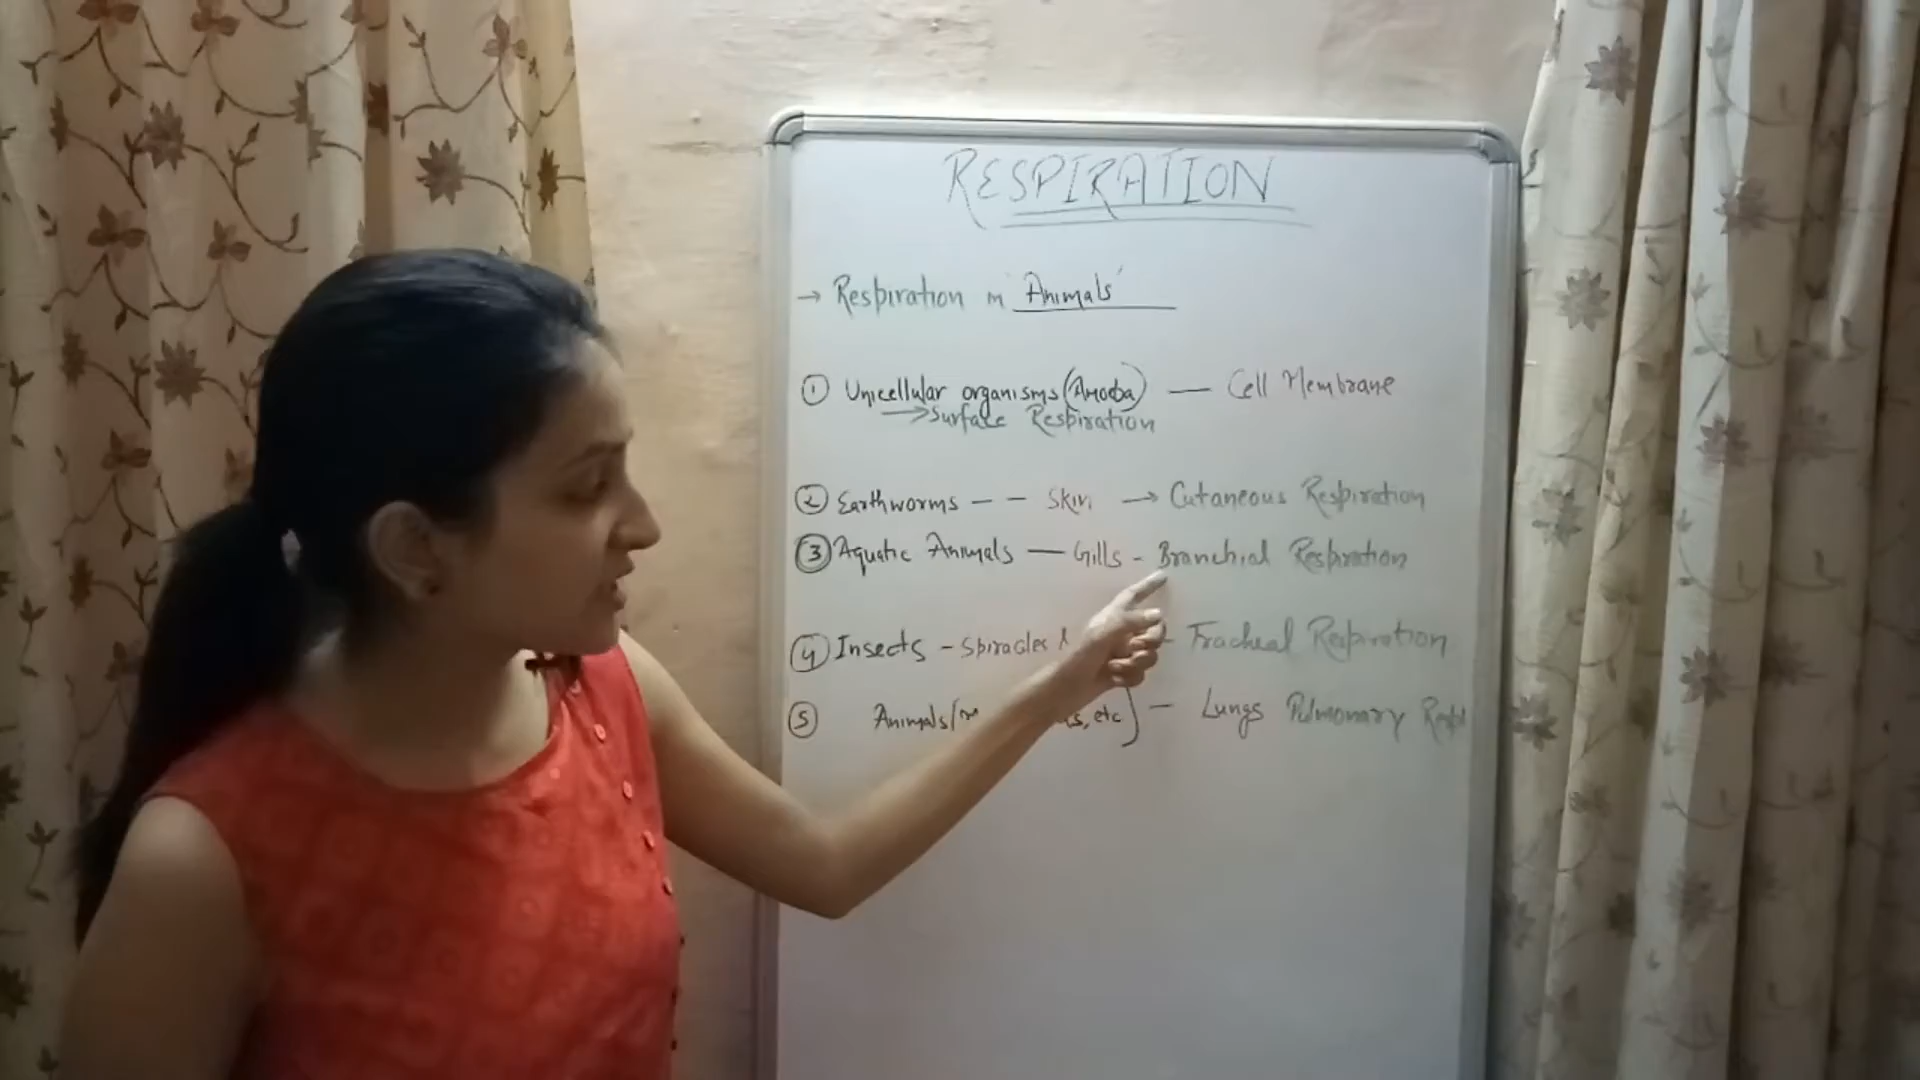 RESPIRATION
→ Respiration in 'Animals'
① Unicellular organisms (Amoeba) — Cell Membrane
→ Surface Respiration
② Earthworms - - Skin → Cutaneous Respiration
③ Aquatic Animals — Gills - Branchial Respiration
④ Insects - Spiracles - Tracheal Respiration
⑤ Animals/ , etc) — Lungs Pulmonary